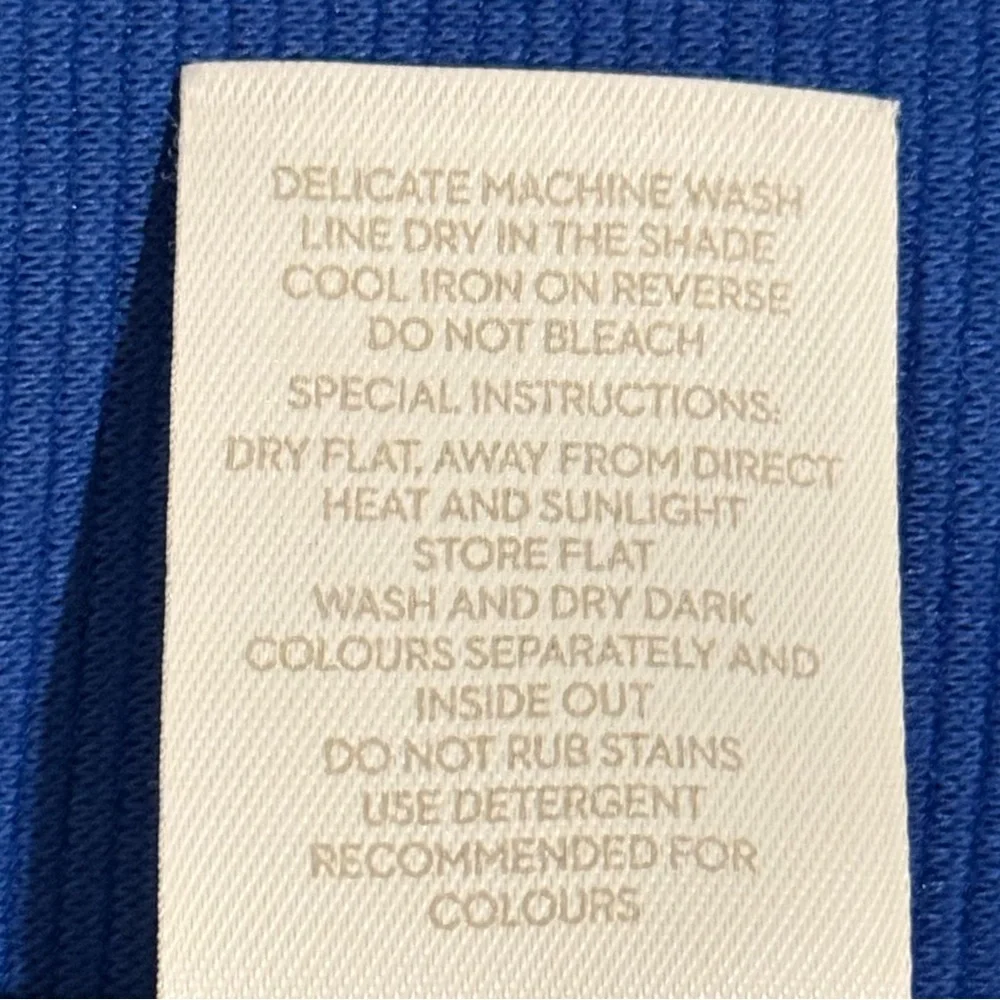 DELICATE MACHINE WASH
LINE DRY IN THE SHADE
COOL IRON ON REVERSE
DO NOT BLEACH
SPECIAL INSTRUCTIONS:
DRY FLAT, AWAY FROM DIRECT
HEAT AND SUNLIGHT
STORE FLAT
WASH AND DRY DARK
COLOURS SEPARATELY AND
INSIDE OUT
DO NOT RUB STAINS
USE DETERGENT
RECOMMENDED FOR
COLOURS